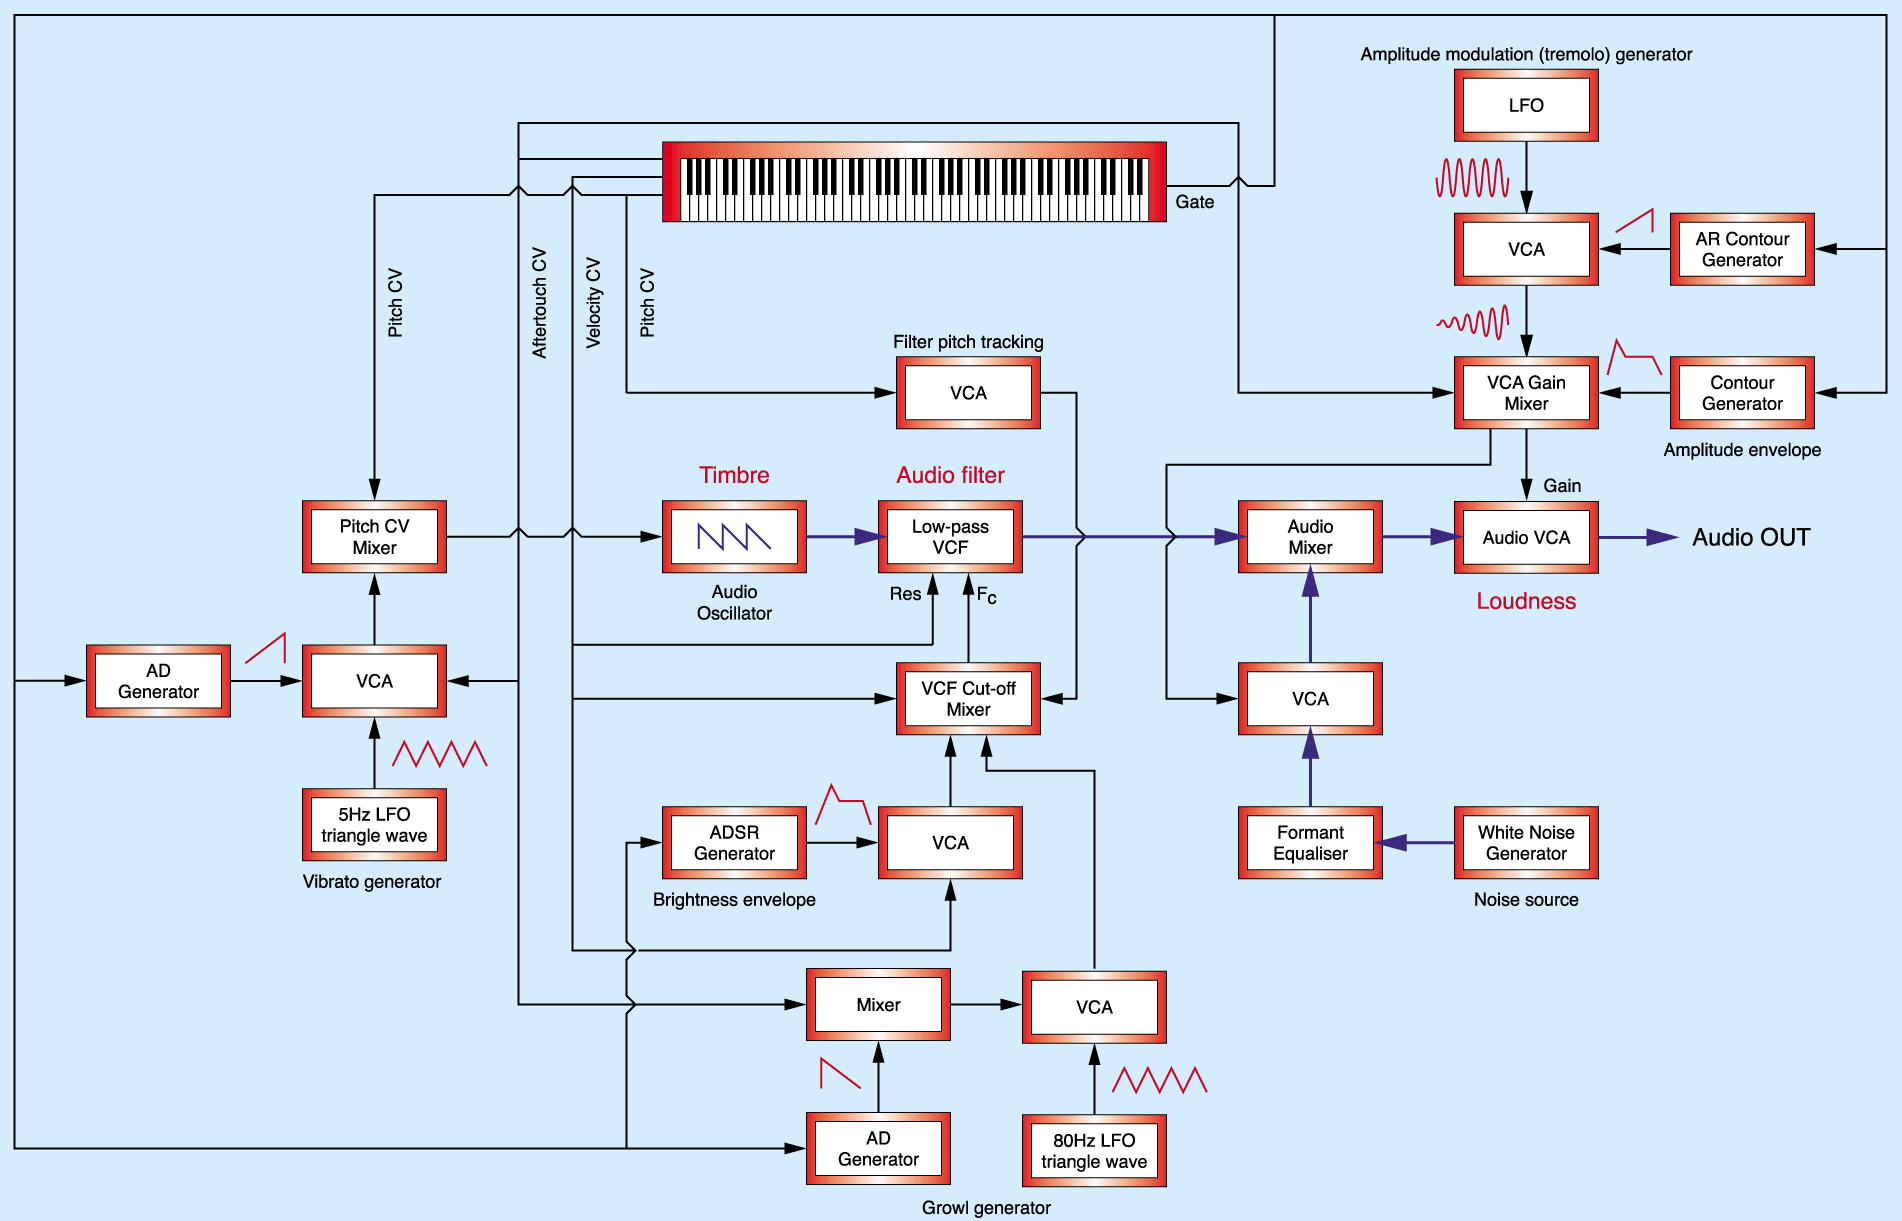 Amplitude modulation (tremolo) generator
LFO
Gate
VCA
AR Contour
Generator
Pitch CV
Aftertouch CV
Velocity CV
Pitch CV
Filter pitch tracking
VCA
VCA Gain
Mixer
Contour
Generator
Amplitude envelope
Timbre
Audio filter
Gain
Pitch CV
Mixer
Low-pass
VCF
Audio
Mixer
Audio VCA
Audio OUT
Audio
Oscillator
Res
Fc
Loudness
AD
Generator
VCA
VCF Cut-off
Mixer
VCA
5Hz LFO
triangle wave
Vibrato generator
ADSR
Generator
Brightness envelope
VCA
Formant
Equaliser
White Noise
Generator
Noise source
Mixer
VCA
AD
Generator
80Hz LFO
triangle wave
Growl generator